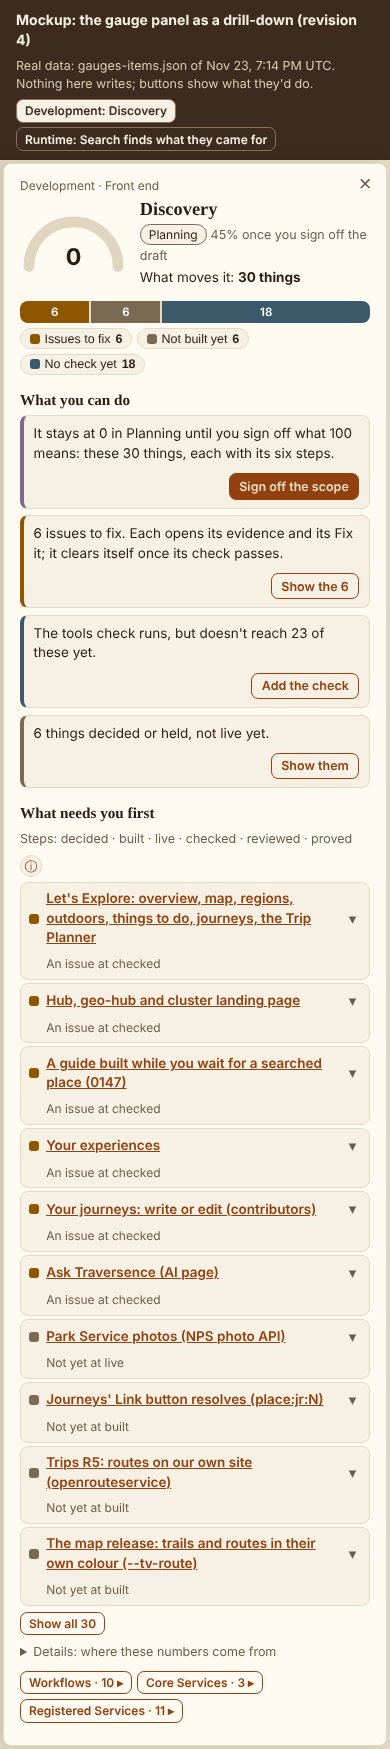 Mockup: the gauge panel as a drill-down (revision
4)
Real data: gauges-items.json of Nov 23, 7:14 PM UTC.
Nothing here writes; buttons show what they'd do.
Development: Discovery
Runtime: Search finds what they came for
Development · Front end
✕
Discovery
Planning 45% once you sign off the
draft
0
What moves it: 30 things
6 6 18
Issues to fix 6 Not built yet 6
No check yet 18
What you can do
It stays at 0 in Planning until you sign off what 100
means: these 30 things, each with its six steps.
Sign off the scope
6 issues to fix. Each opens its evidence and its Fix
it; it clears itself once its check passes.
Show the 6
The tools check runs, but doesn't reach 23 of
these yet.
Add the check
6 things decided or held, not live yet.
Show them
What needs you first
Steps: decided · built · live · checked · reviewed · proved
ⓘ
Let's Explore: overview, map, regions,
outdoors, things to do, journeys, the Trip
Planner
▼
An issue at checked
Hub, geo-hub and cluster landing page ▼
An issue at checked
A guide built while you wait for a searched
place (0147)
▼
An issue at checked
Your experiences ▼
An issue at checked
Your journeys: write or edit (contributors) ▼
An issue at checked
Ask Traversence (AI page) ▼
An issue at checked
Park Service photos (NPS photo API) ▼
Not yet at live
Journeys' Link button resolves (place:jr:N) ▼
Not yet at built
Trips R5: routes on our own site
(openrouteservice)
▼
Not yet at built
The map release: trails and routes in their
own colour (--tv-route)
▼
Not yet at built
Show all 30
▶ Details: where these numbers come from
Workflows · 10 ▸ Core Services · 3 ▸
Registered Services · 11 ▸